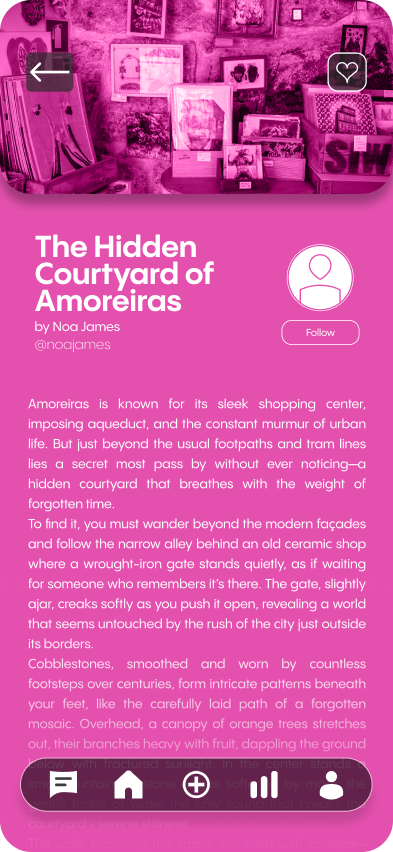 The Hidden
Courtyard of
Amoreiras
by Noa James
@noajames
Follow
Amoreiras is known for its sleek shopping center,
imposing aqueduct, and the constant murmur of urban
life. But just beyond the usual footpaths and tram lines
lies a secret most pass by without ever noticing—a
hidden courtyard that breathes with the weight of
forgotten time.
To find it, you must wander beyond the modern façades
and follow the narrow alley behind an old ceramic shop
where a wrought-iron gate stands quietly, as if waiting
for someone who remembers it's there. The gate, slightly
ajar, creaks softly as you push it open, revealing a world
that seems untouched by the rush of the city just outside
its borders.
Cobblestones, smoothed and worn by countless
footsteps over centuries, form intricate patterns beneath
your feet, like the carefully laid path of a forgotten
mosaic. Overhead, a canopy of orange trees stretches
out, their branches heavy with fruit, dappling the ground
below with fractured sunlight. In the center stands a
courtyard's serene stillness.